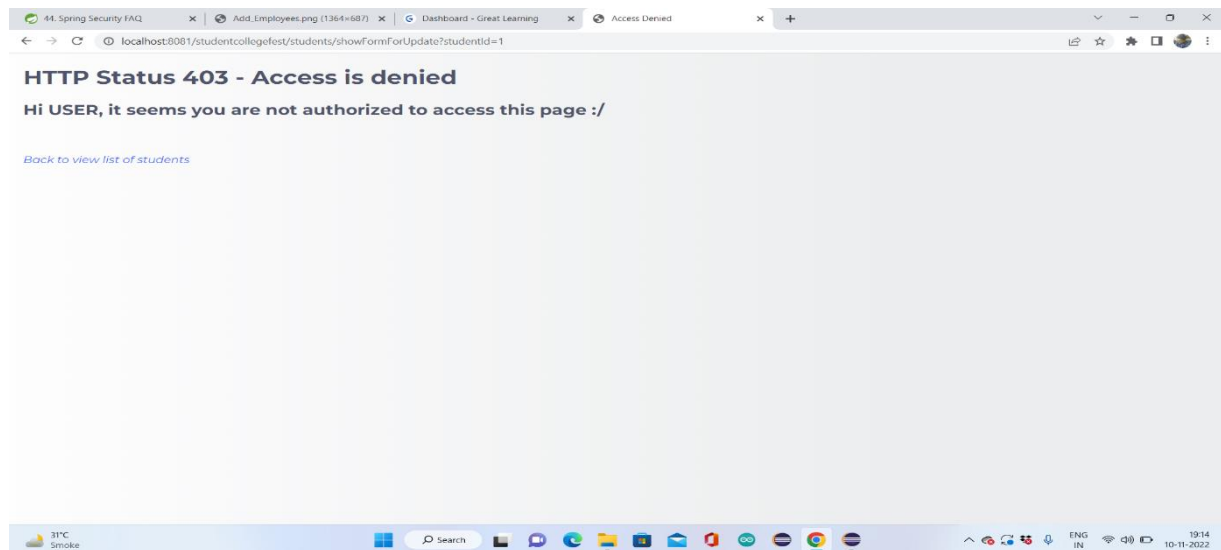 44. Spring Security FAQ
Add_Employees.png (1364×687)
Dashboard - Great Learning
Access Denied
localhost:8081/studentcollegefest/students/showFormForUpdate?studentId=1
HTTP Status 403 - Access is denied
Hi USER, it seems you are not authorized to access this page :/
Back to view list of students
31°C
Smoke
Search
ENG
IN
19:14
10-11-2022